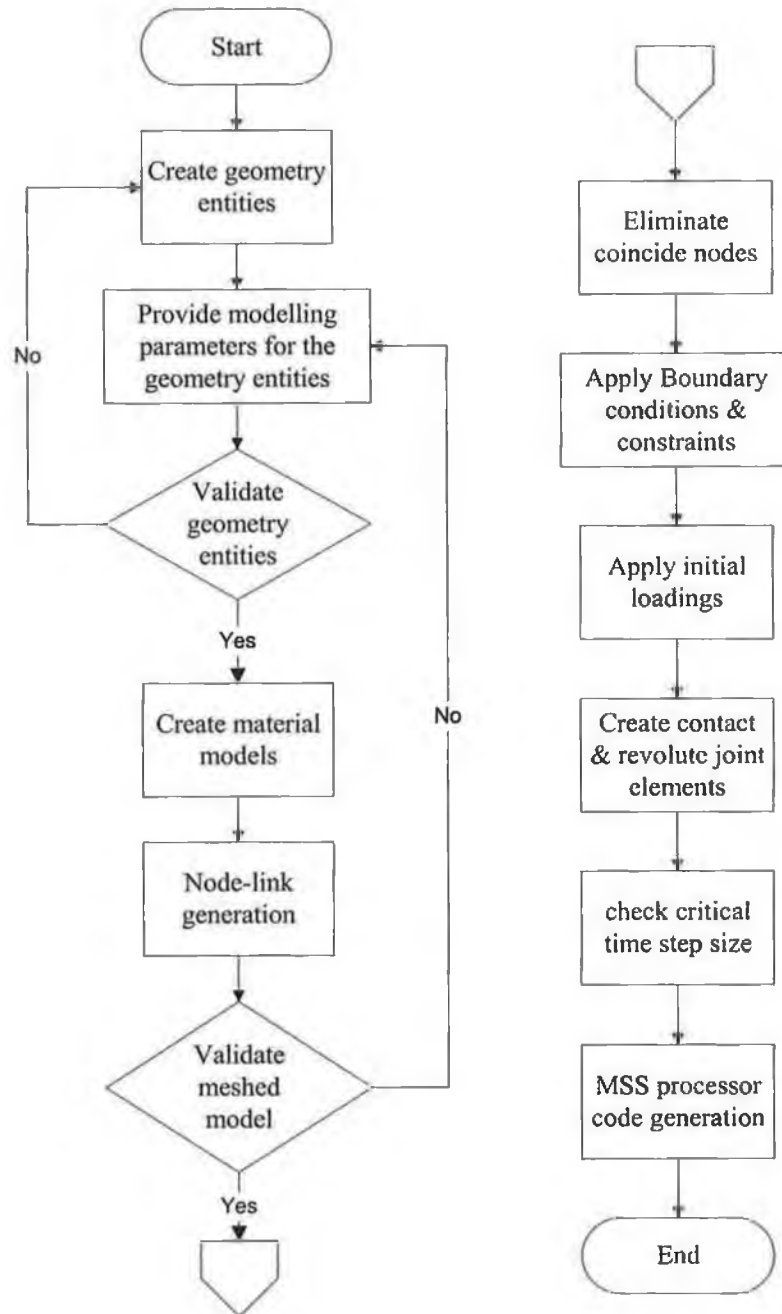 Start
Create geometry
entities
Provide modelling
parameters for the
geometry entities
No
Validate
geometry
entities
Yes
Create material
models
No
Node-link
generation
Validate
meshed
model
Yes
Eliminate
coincide nodes
Apply Boundary
conditions &
constraints
Apply initial
loadings
Create contact
& revolute joint
elements
check critical
time step size
MSS processor
code generation
End